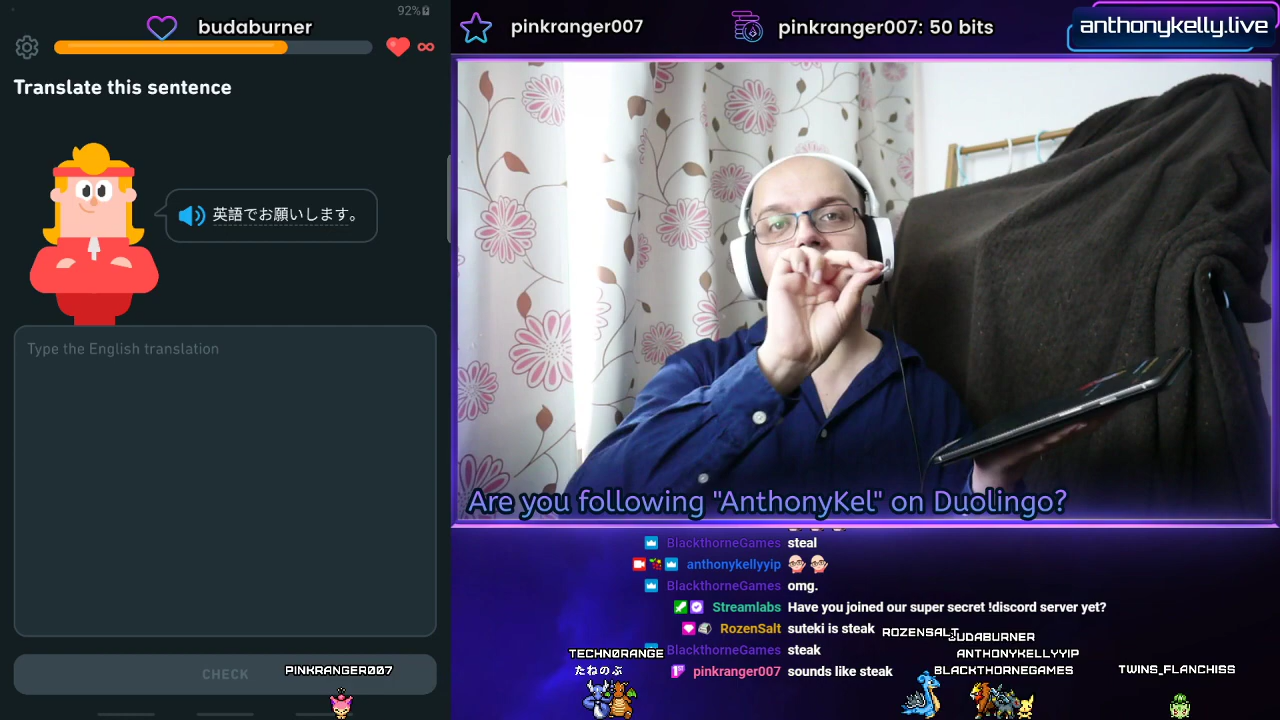 92%
budaburner
∞
Translate this sentence
英語でお願いします。
Type the English translation
CHECK
PINKRANGER007
pinkranger007
pinkranger007: 50 bits
anthonykelly.live
Are you following "AnthonyKel" on Duolingo?
BlackthorneGames steal
anthonykellyyip
BlackthorneGames omg.
Streamlabs Have you joined our super secret !discord server yet?
RozenSalt suteki is steak
BlackthorneGames steak
pinkranger007 sounds like steak
TECHN0RANGE
たねのぶ
ROZENSALT
JUDABURNER
ANTHONYKELLYYIP
BLACKTHORNEGAMES
TWINS_FLANCHISS